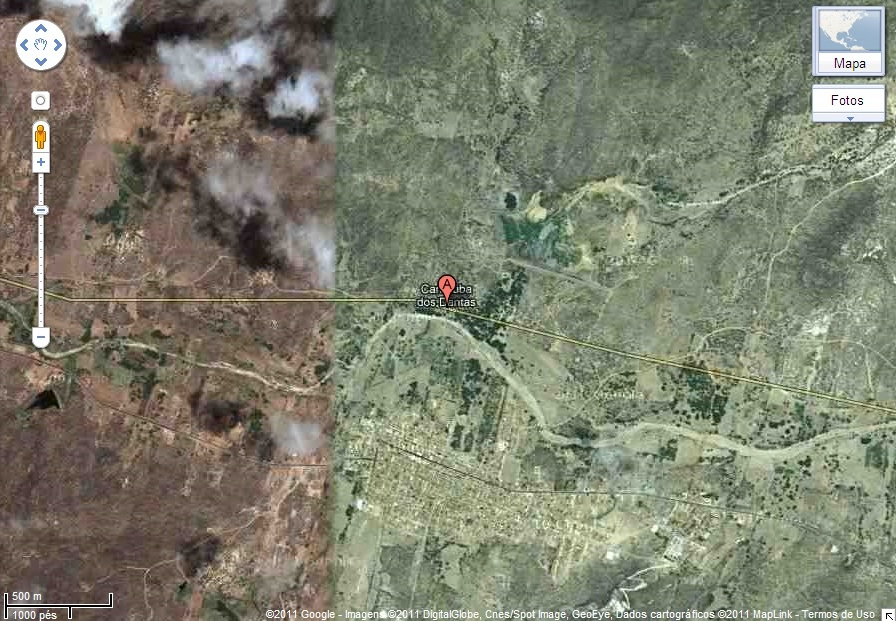 Mapa
Fotos
A
dos Dantas
500 m
1000 pés
©2011 Google - Imagens ©2011 DigitalGlobe, Cnes/Spot Image, GeoEye, Dados cartográficos ©2011 MapLink - Termos de Uso